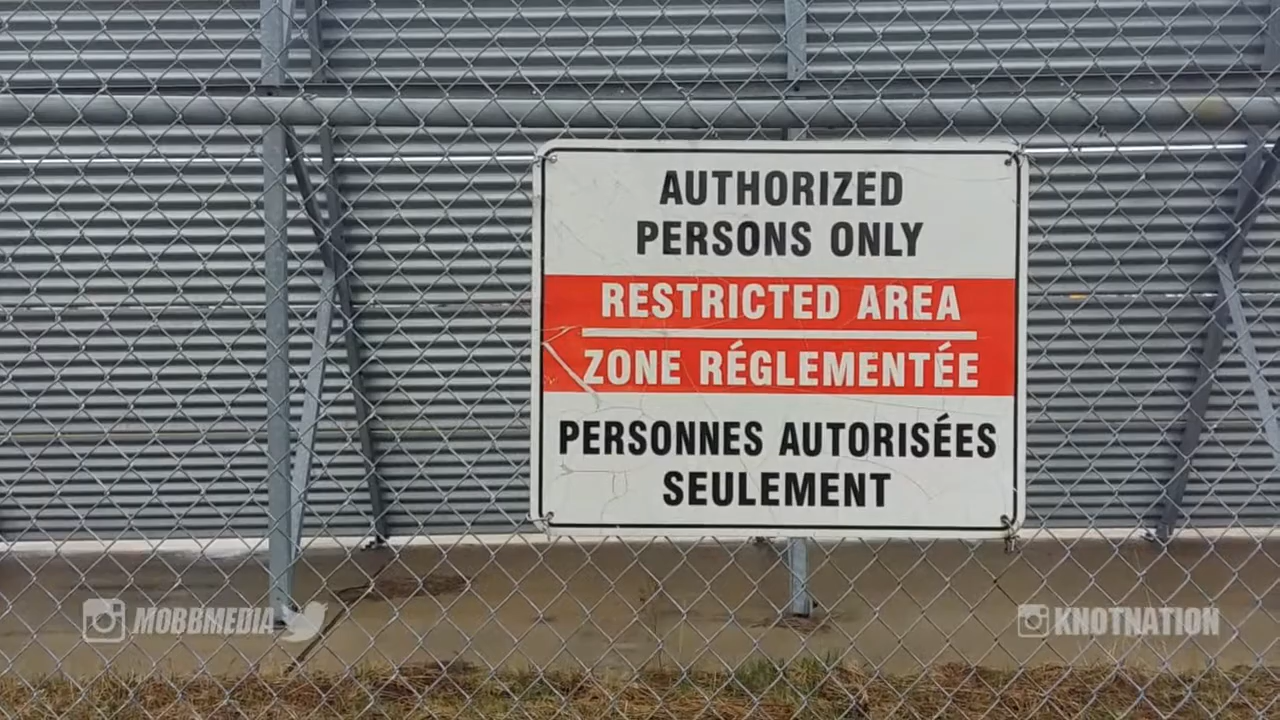 AUTHORIZED
PERSONS ONLY
RESTRICTED AREA
ZONE RÉGLEMENTÉE
PERSONNES AUTORISÉES
SEULEMENT
MOBBMEDIA
KNOTNATION